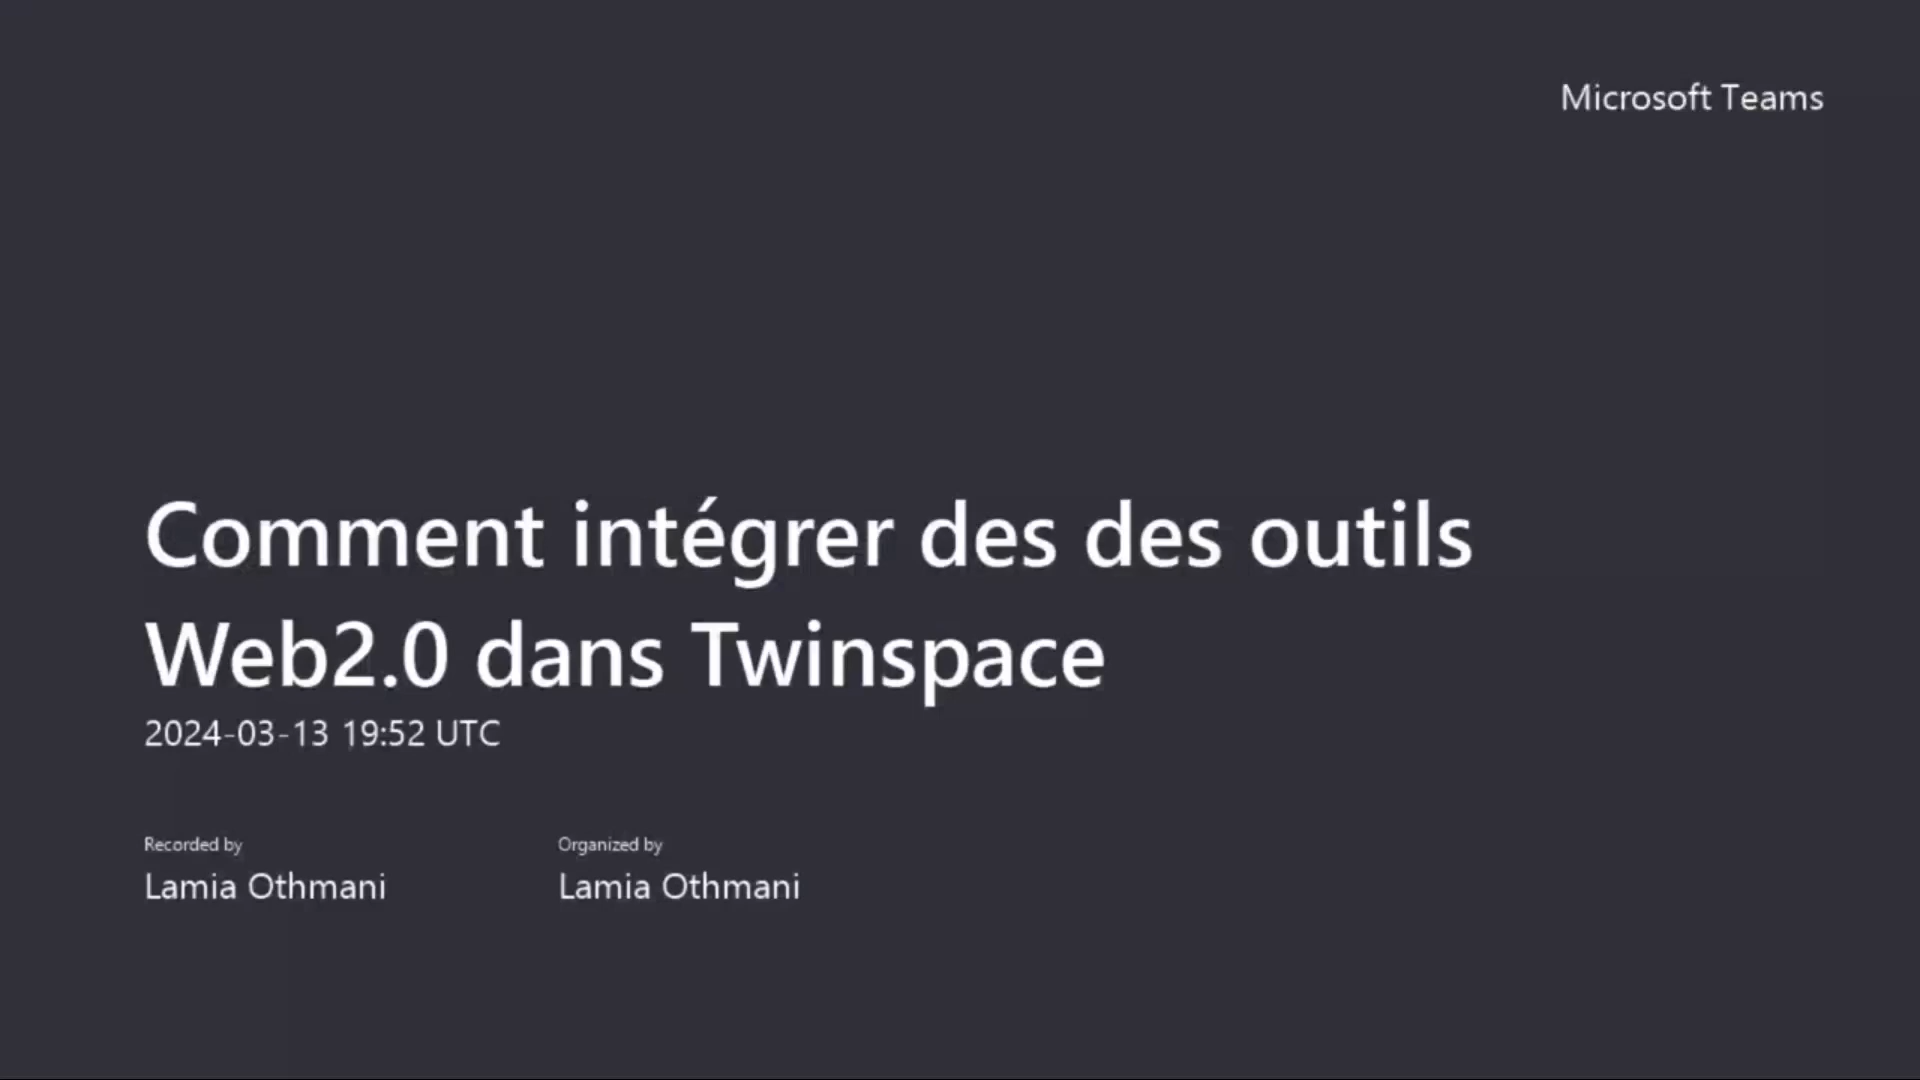 Microsoft Teams
Comment intégrer des des outils
Web2.0 dans Twinspace
2024-03-13 19:52 UTC
Recorded by
Lamia Othmani
Organized by
Lamia Othmani